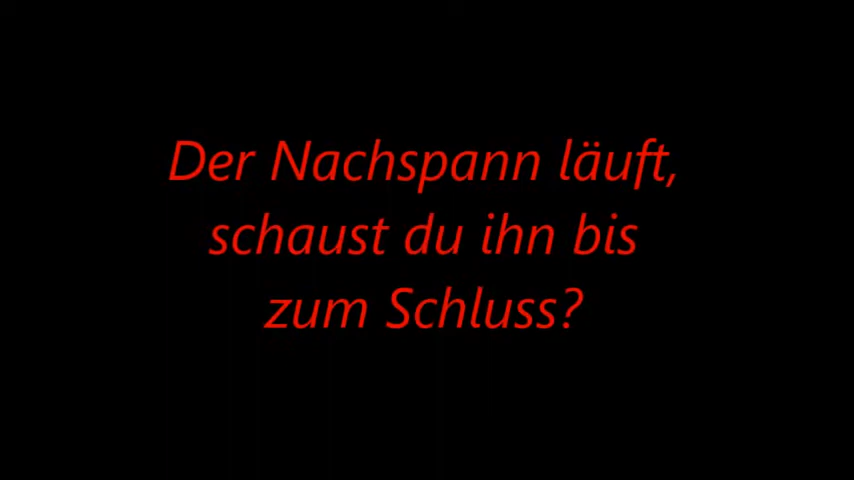 Der Nachspann läuft,
schaust du ihn bis
zum Schluss?